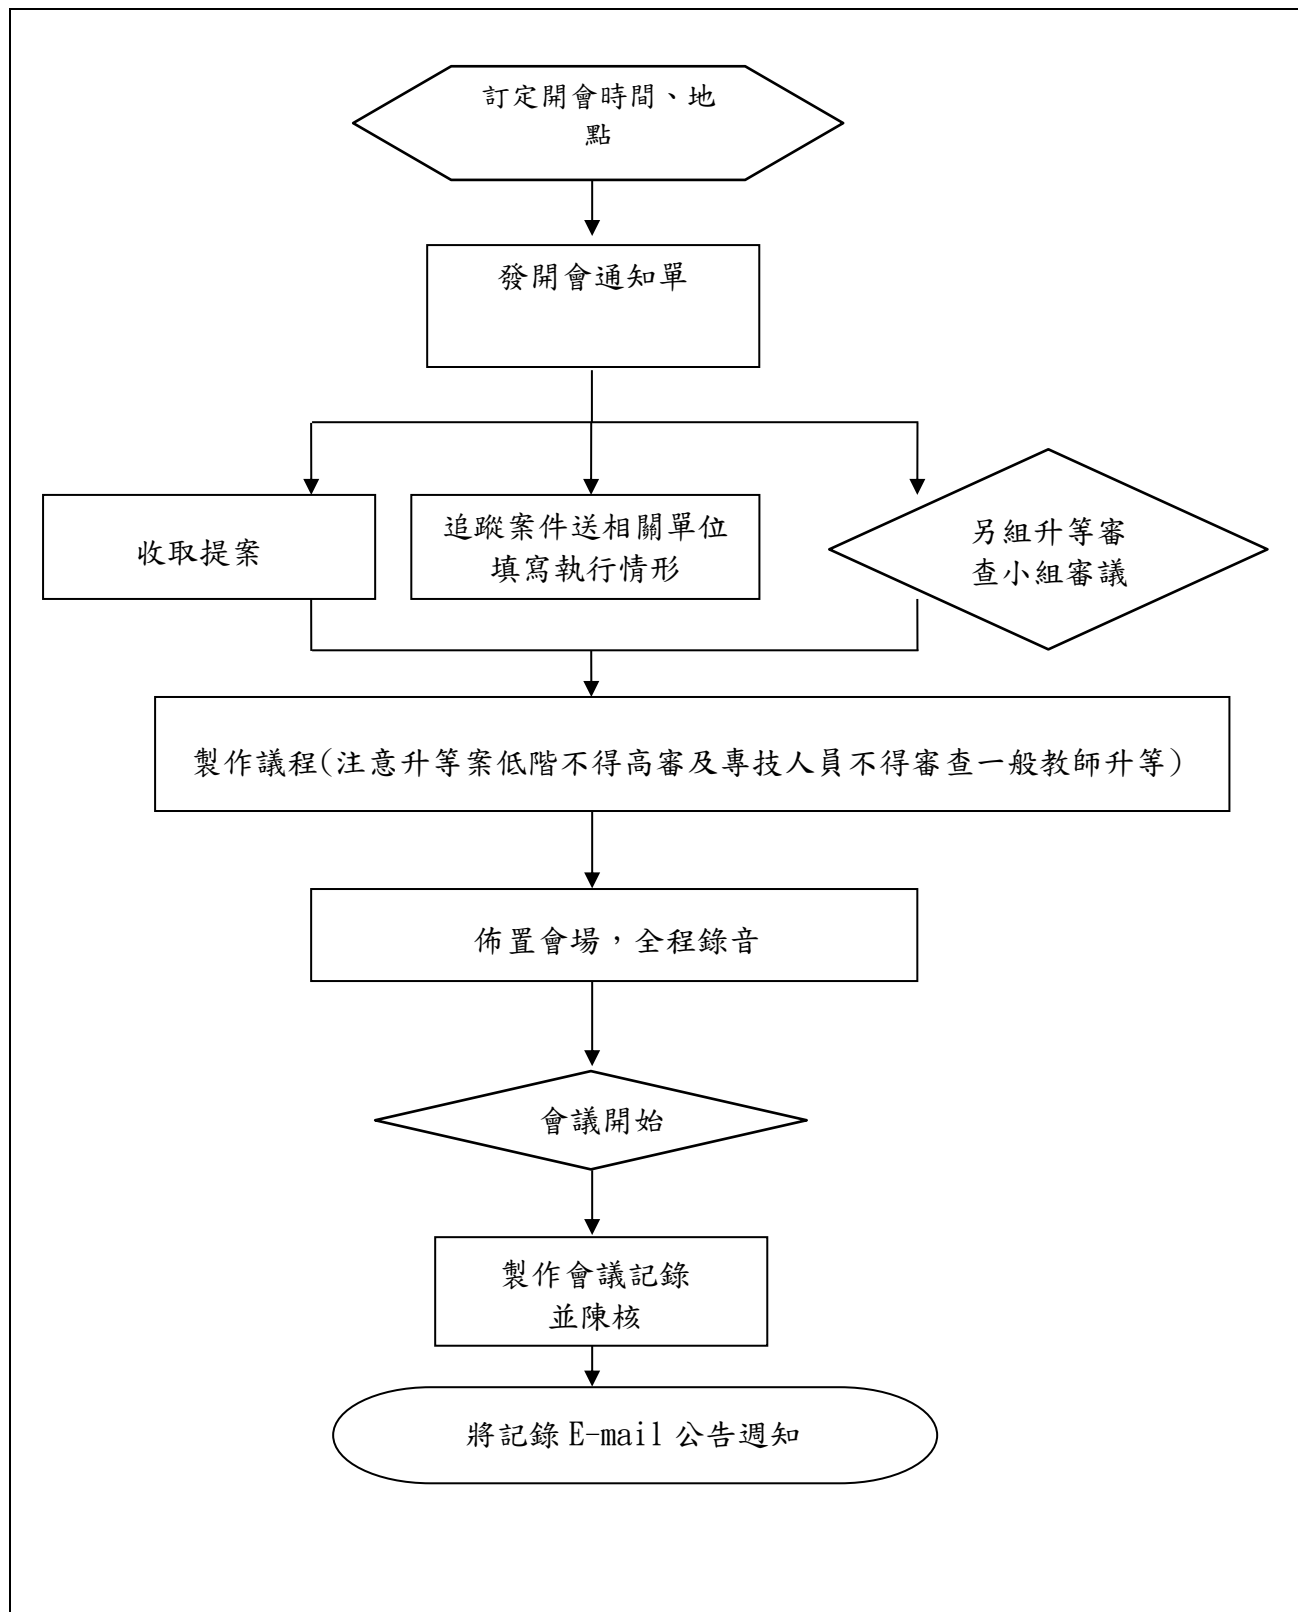 訂定開會時間、地
點
發開會通知單
收取提案
追蹤案件送相關單位
填寫執行情形
另組升等審
查小組審議
製作議程(注意升等案低階不得高審及專技人員不得審查一般教師升等)
佈置會場，全程錄音
會議開始
製作會議記錄
並陳核
將記錄 E-mail 公告週知